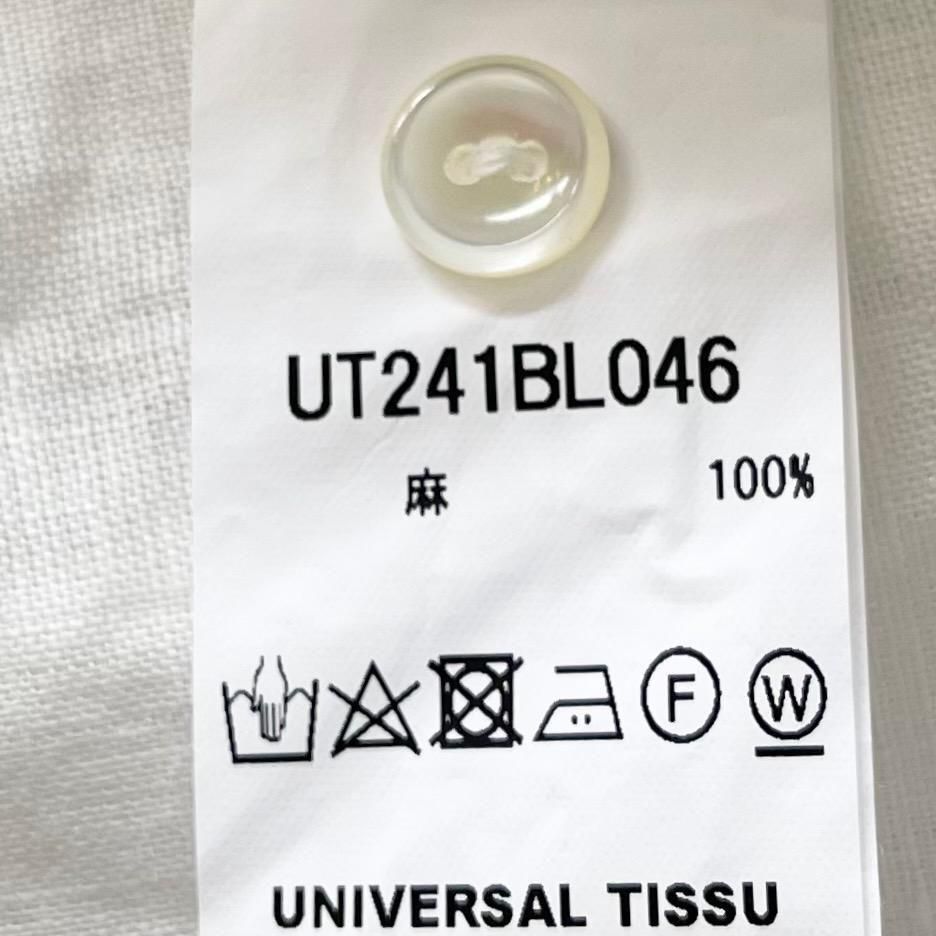 UT241BL046
麻 100%
F W
UNIVERSAL TISSU